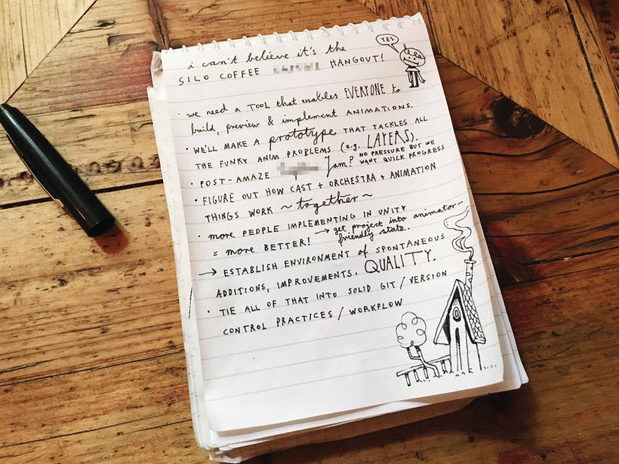 YES
i can't believe it's the
SILO COFFEE HANGOUT!
· we need a TOOL that enables EVERYONE to
build, preview & implement animations.
· WE'LL MAKE A prototype THAT TACKLES ALL
THE FUNKY ANIM PROBLEMS (e.g. LAYERS).
· POST-AMAZE Jam? NO PRESSURE BUT WE
WANT QUICK PROGRESS
· FIGURE OUT HOW CAST + ORCHESTRA + ANIMATION
THINGS WORK ~together~
· more PEOPLE IMPLEMENTING IN UNITY
= more BETTER! → get project into animator-
friendly state.
→ ESTABLISH ENVIRONMENT of SPONTANEOUS
ADDITIONS, IMPROVEMENTS, QUALITY.
· TIE ALL OF THAT INTO SOLID GIT / VERSION
CONTROL PRACTICES / WORKFLOW